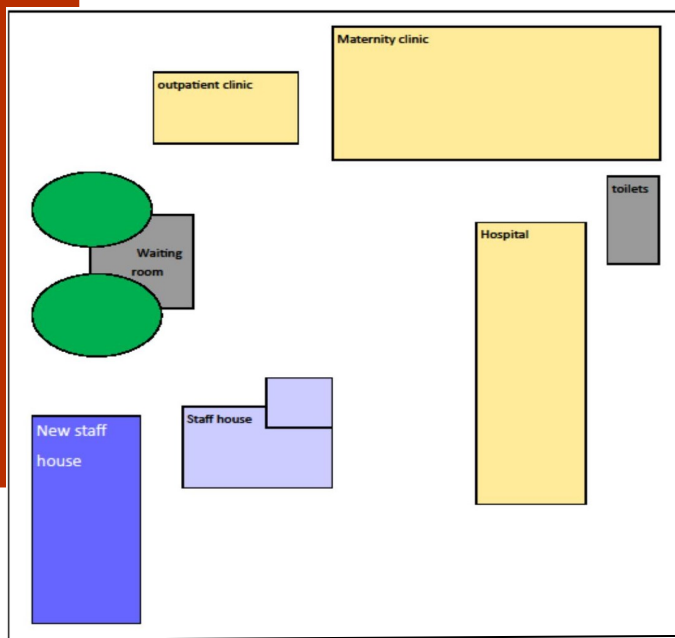 Maternity clinic
outpatient clinic
toilets
Hospital
Waiting
room
Staff house
New staff
house